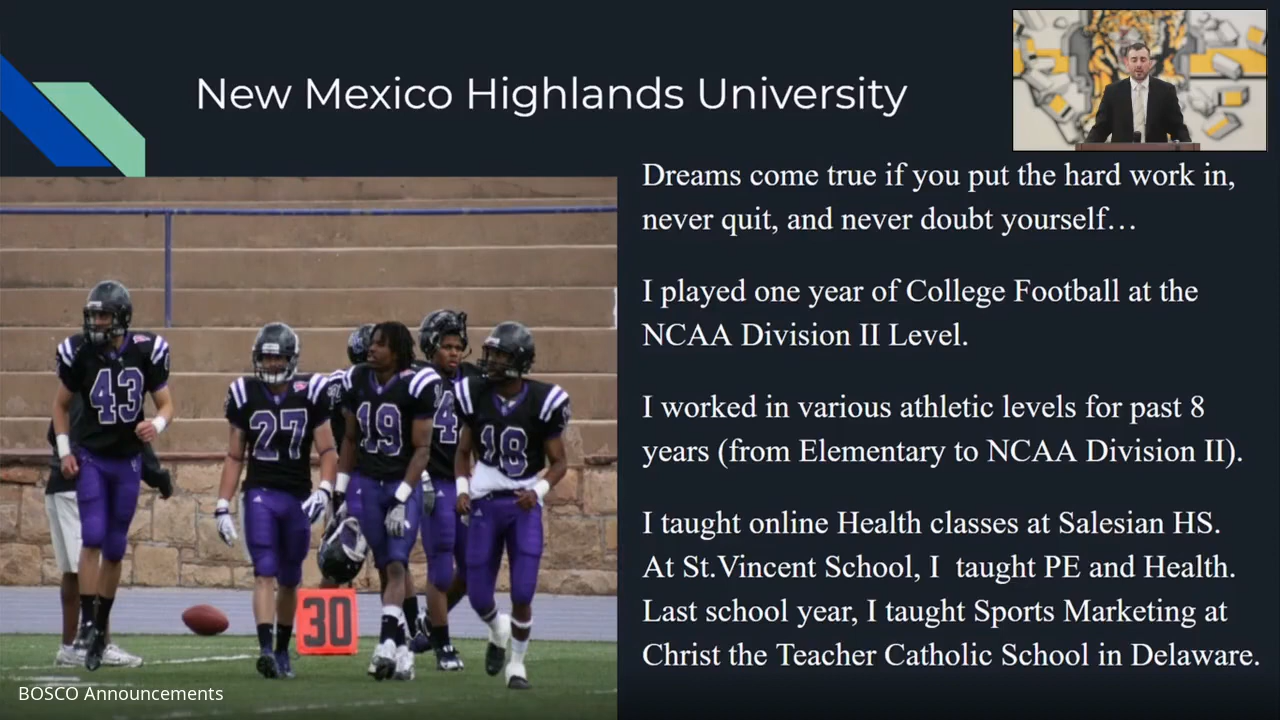 New Mexico Highlands University
Dreams come true if you put the hard work in,
never quit, and never doubt yourself…
I played one year of College Football at the
NCAA Division II Level.
I worked in various athletic levels for past 8
years (from Elementary to NCAA Division II).
I taught online Health classes at Salesian HS.
At St.Vincent School, I  taught PE and Health.
Last school year, I taught Sports Marketing at
Christ the Teacher Catholic School in Delaware.
43
27
19
4
18
30
BOSCO Announcements